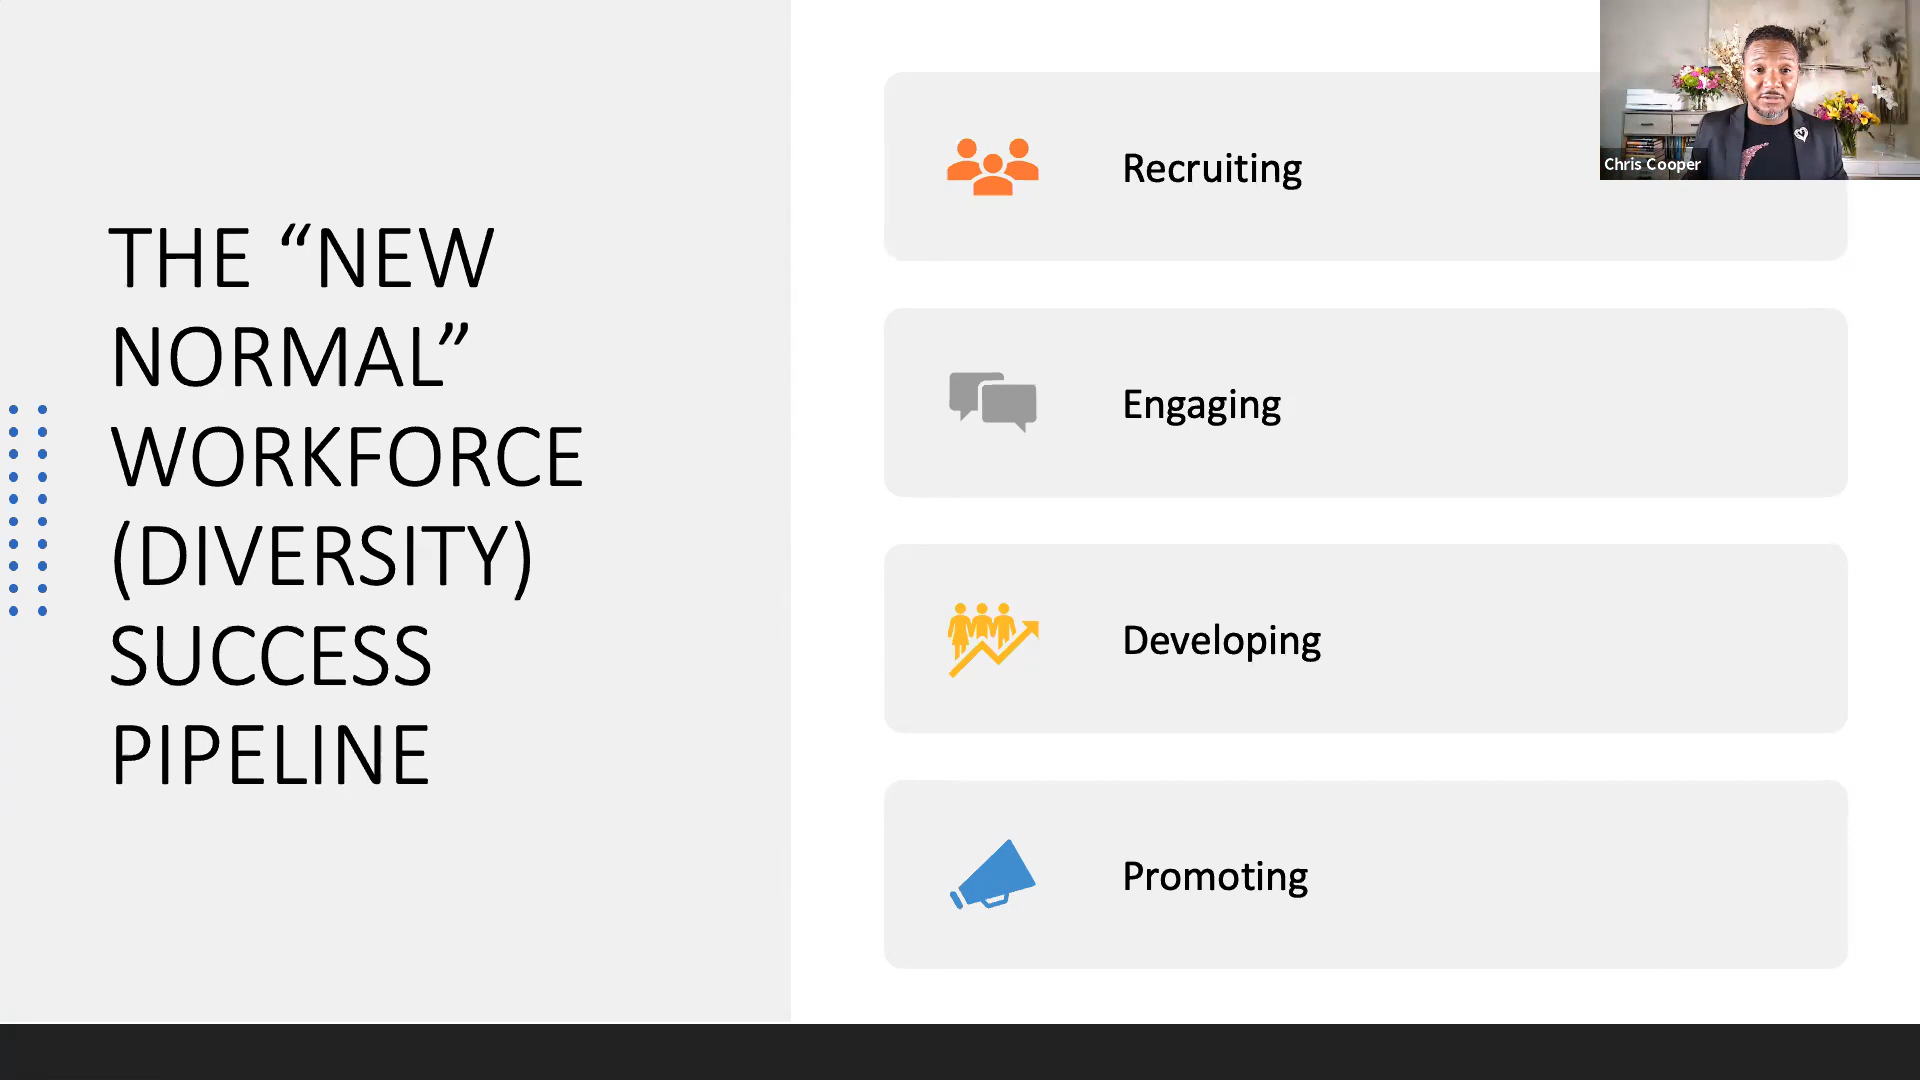 THE “NEW
NORMAL”
WORKFORCE
(DIVERSITY)
SUCCESS
PIPELINE
Recruiting
Engaging
Developing
Promoting
Chris Cooper